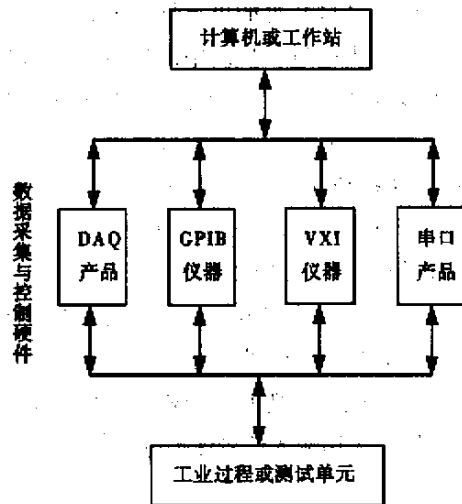 计算机或工作站
数据采集与控制硬件
DAQ
产品
GPIB
仪器
VXI
仪器
串口
产品
工业过程或测试单元